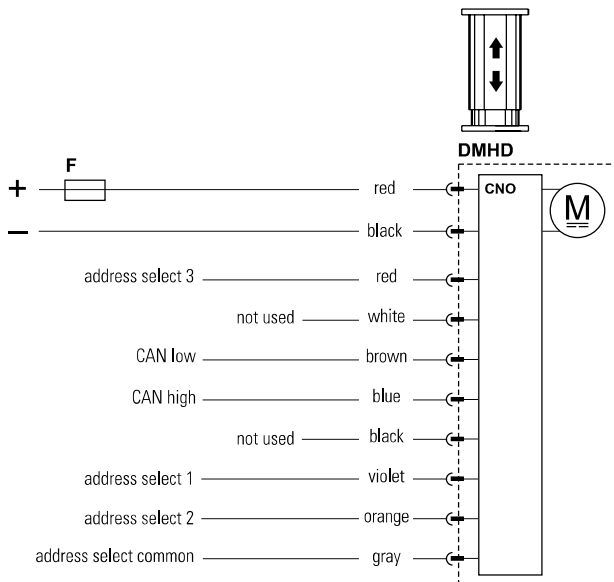 DMHD
F
+ red CNO
− black M
address select 3 red
not used white
CAN low brown
CAN high blue
not used black
address select 1 violet
address select 2 orange
address select common gray